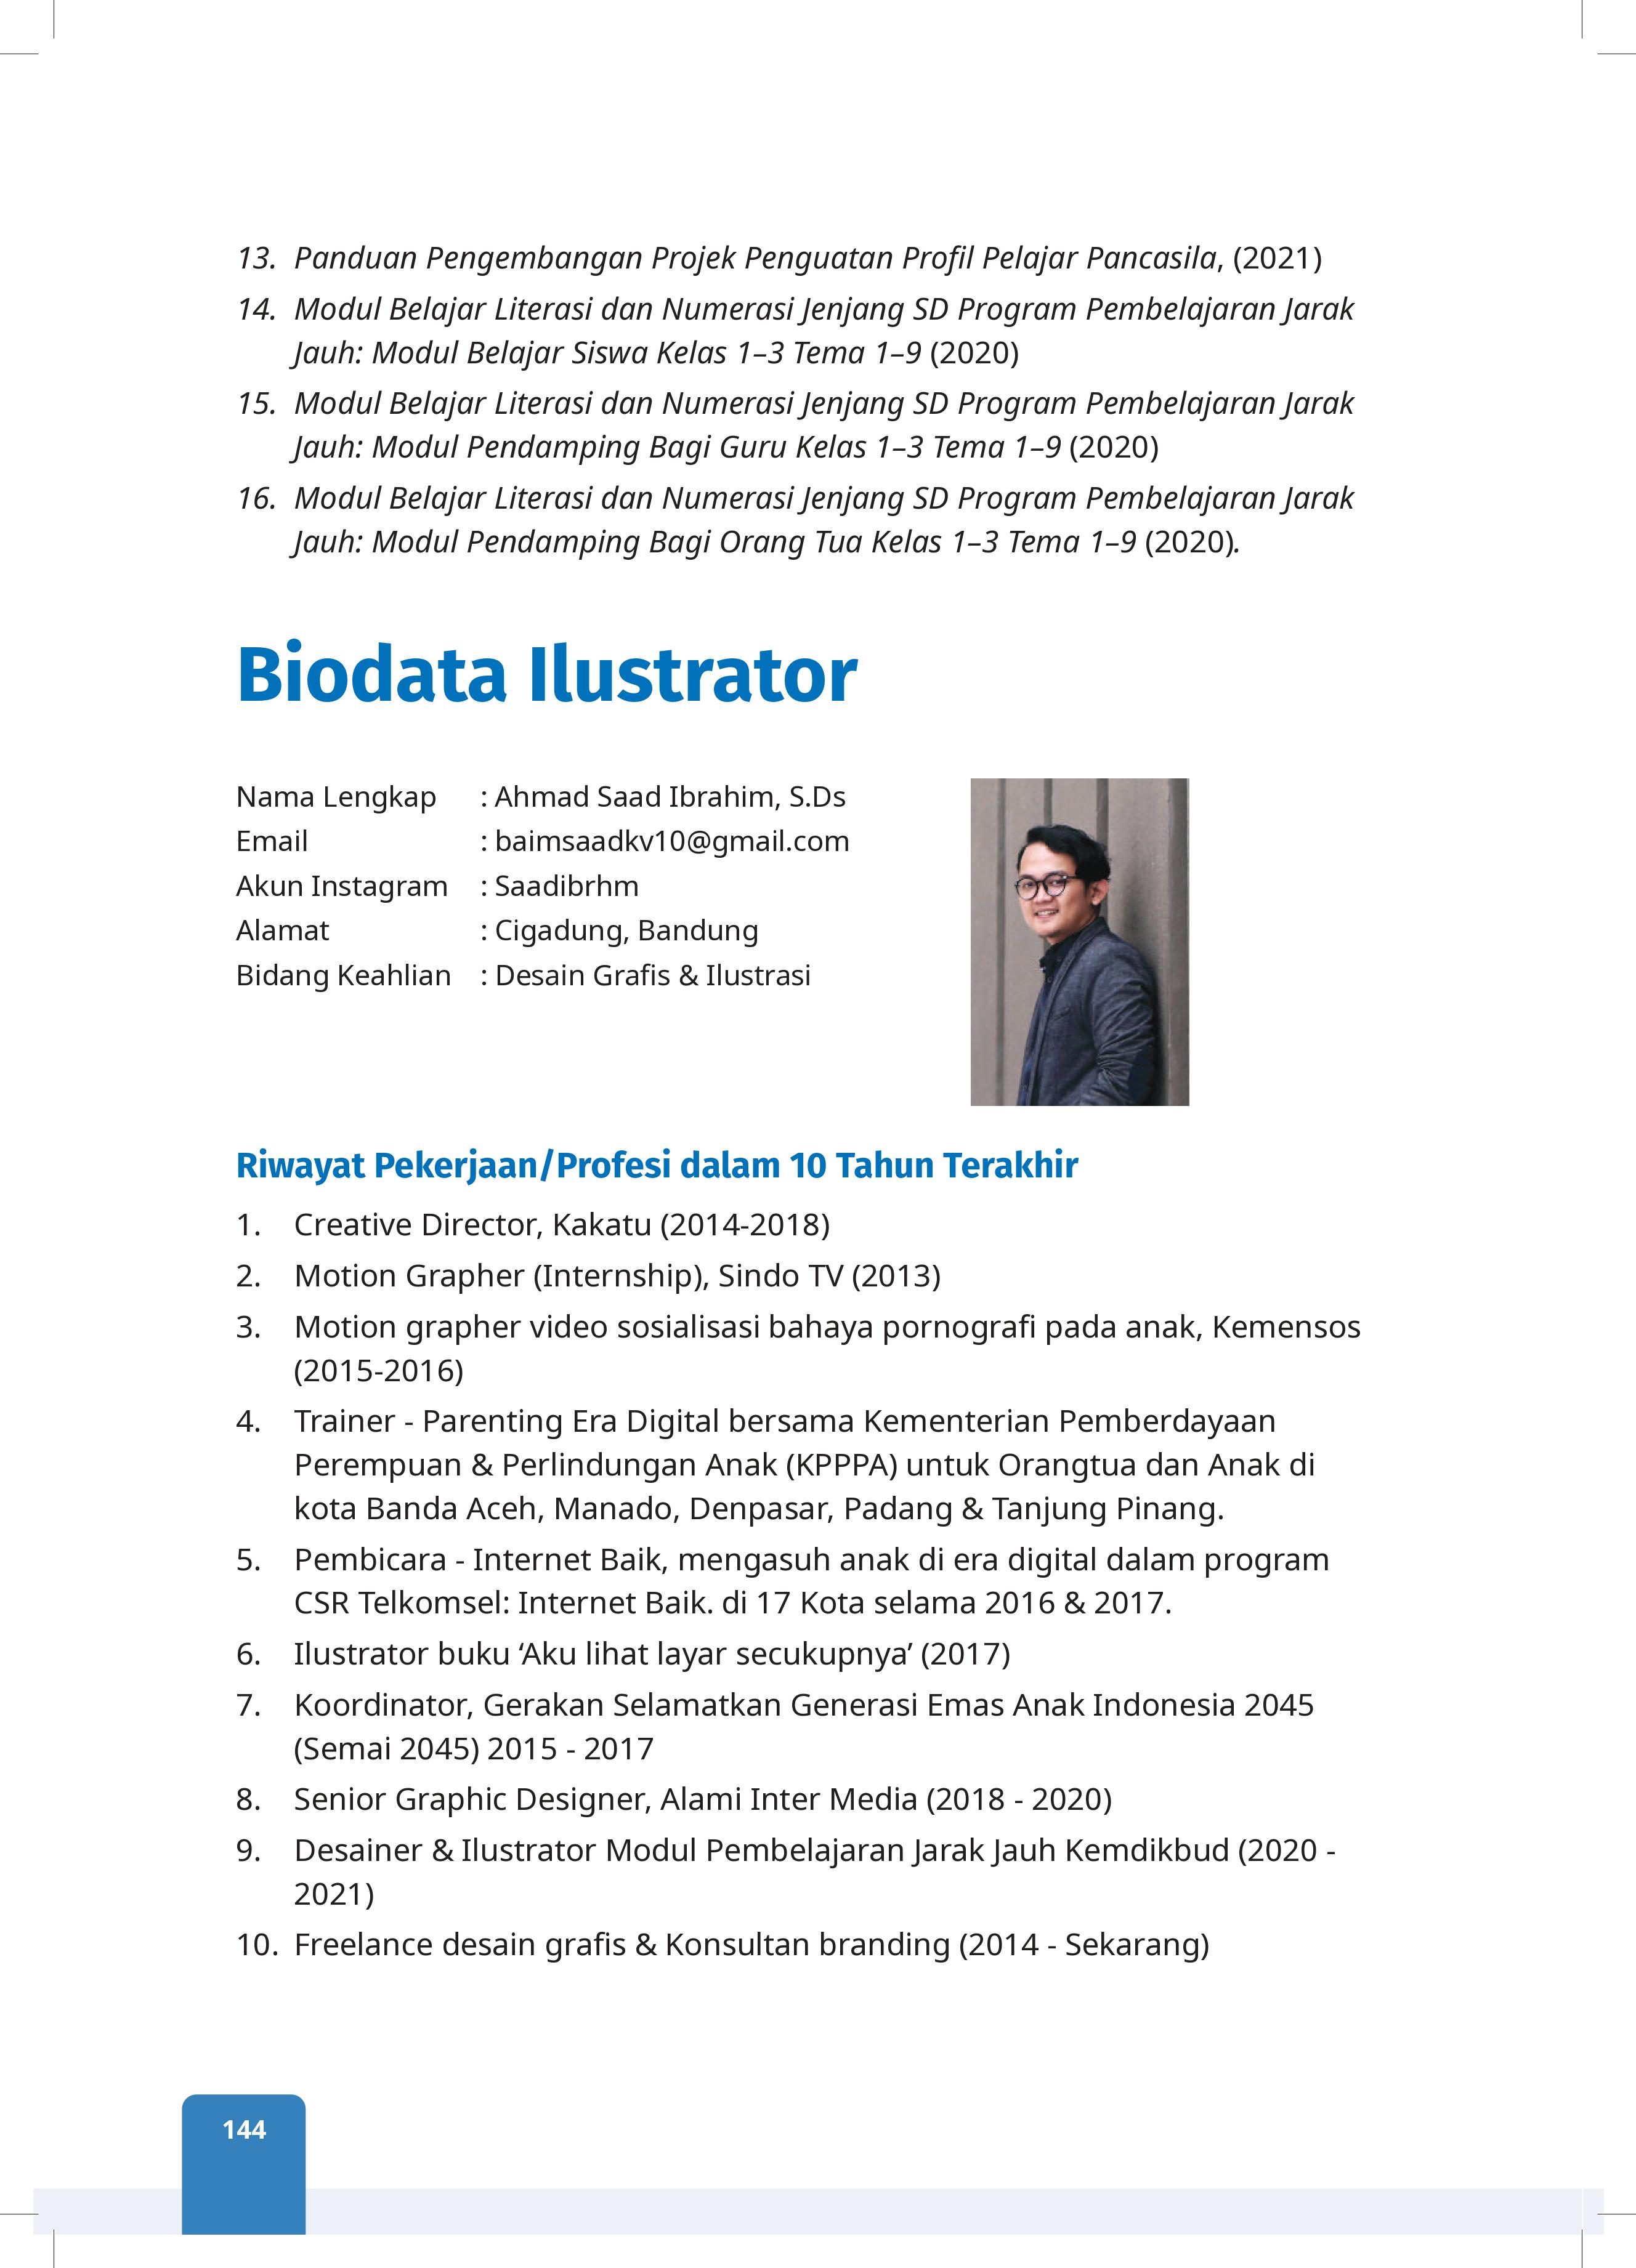 13. Panduan Pengembangan Projek Penguatan Profil Pelajar Pancasila, (2021)
14. Modul Belajar Literasi dan Numerasi Jenjang SD Program Pembelajaran Jarak
Jauh: Modul Belajar Siswa Kelas 1–3 Tema 1–9 (2020)
15. Modul Belajar Literasi dan Numerasi Jenjang SD Program Pembelajaran Jarak
Jauh: Modul Pendamping Bagi Guru Kelas 1–3 Tema 1–9 (2020)
16. Modul Belajar Literasi dan Numerasi Jenjang SD Program Pembelajaran Jarak
Jauh: Modul Pendamping Bagi Orang Tua Kelas 1–3 Tema 1–9 (2020).
Biodata Ilustrator
Nama Lengkap : Ahmad Saad Ibrahim, S.Ds
Email : baimsaadkv10@gmail.com
Akun Instagram : Saadibrhm
Alamat : Cigadung, Bandung
Bidang Keahlian : Desain Grafis & Ilustrasi
Riwayat Pekerjaan/Profesi dalam 10 Tahun Terakhir
1. Creative Director, Kakatu (2014-2018)
2. Motion Grapher (Internship), Sindo TV (2013)
3. Motion grapher video sosialisasi bahaya pornografi pada anak, Kemensos
(2015-2016)
4. Trainer - Parenting Era Digital bersama Kementerian Pemberdayaan
Perempuan & Perlindungan Anak (KPPPA) untuk Orangtua dan Anak di
kota Banda Aceh, Manado, Denpasar, Padang & Tanjung Pinang.
5. Pembicara - Internet Baik, mengasuh anak di era digital dalam program
CSR Telkomsel: Internet Baik. di 17 Kota selama 2016 & 2017.
6. Ilustrator buku ‘Aku lihat layar secukupnya’ (2017)
7. Koordinator, Gerakan Selamatkan Generasi Emas Anak Indonesia 2045
(Semai 2045) 2015 - 2017
8. Senior Graphic Designer, Alami Inter Media (2018 - 2020)
9. Desainer & Ilustrator Modul Pembelajaran Jarak Jauh Kemdikbud (2020 -
2021)
10. Freelance desain grafis & Konsultan branding (2014 - Sekarang)
144